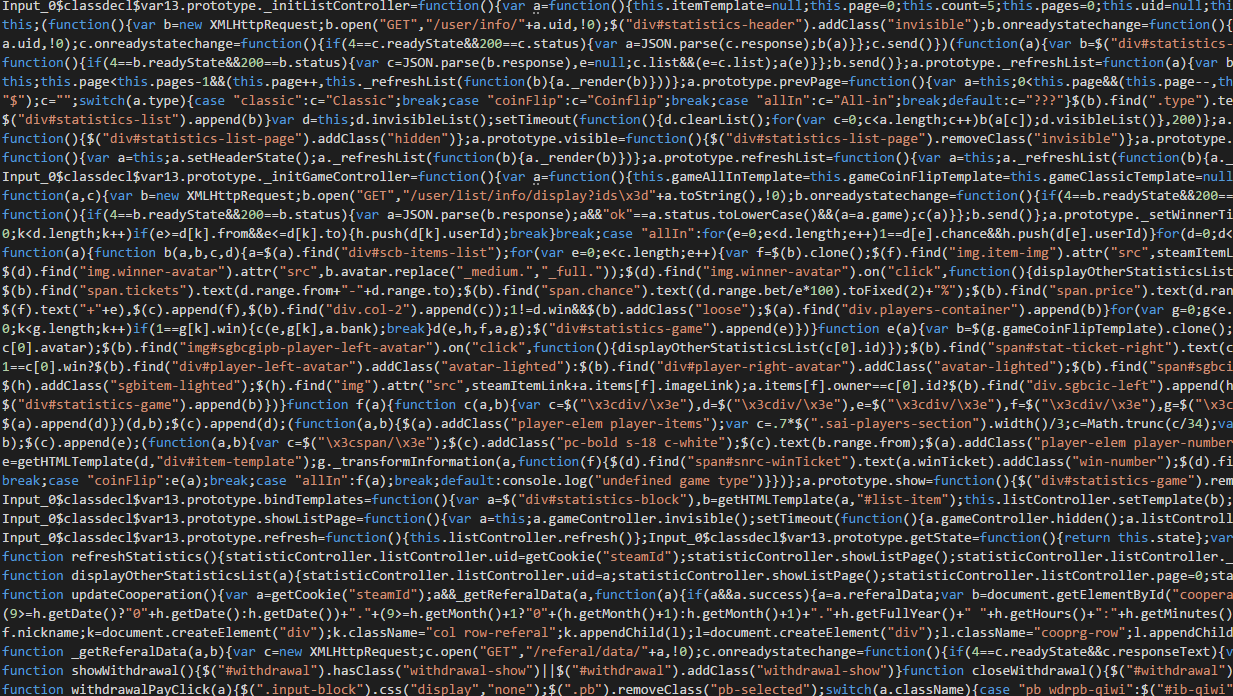 Input_0$classdecl$var13.prototype._initListController=function(){var a=function(){this.itemTemplate=null;this.page=0;this.count=5;this.pages=0;this.uid=null;thi
this;(function(){var b=new XMLHttpRequest;b.open("GET","/user/info/"+a.uid,!0);$("div#statistics-header").addClass("invisible");b.onreadystatechange=function(){
a.uid,!0);c.onreadystatechange=function(){if(4==c.readyState&&200==c.status){var a=JSON.parse(c.response);b(a)}};c.send()})(function(a){var b=$("div#statistics-
function(){if(4==b.readyState&&200==b.status){var c=JSON.parse(b.response),e=null;c.list&&(e=c.list);a(e)}};b.send()};a.prototype._refreshList=function(a){var b
this;this.page<this.pages-1&&(this.page++,this._refreshList(function(b){a._render(b)}))};a.prototype.prevPage=function(){var a=this;0<this.page&&(this.page--,th
"$");c="";switch(a.type){case "classic":c="Classic";break;case "coinFlip":c="Coinflip";break;case "allIn":c="All-in";break;default:c="???"}$(b).find(".type").te
$("div#statistics-list").append(b)}var d=this;d.invisibleList();setTimeout(function(){d.clearList();for(var c=0;c<a.length;c++)b(a[c]);d.visibleList()},200)};a.
function(){$("div#statistics-list-page").addClass("hidden")};a.prototype.visible=function(){$("div#statistics-list-page").removeClass("invisible")};a.prototype.
function(){var a=this;a.setHeaderState();a._refreshList(function(b){a._render(b)})};a.prototype.refreshList=function(){var a=this;a._refreshList(function(b){a._
Input_0$classdecl$var13.prototype._initGameController=function(){var a=function(){this.gameAllInTemplate=this.gameCoinFlipTemplate=this.gameClassicTemplate=null
function(a,c){var b=new XMLHttpRequest;b.open("GET","/user/list/info/display?ids\x3d"+a.toString(),!0);b.onreadystatechange=function(){if(4==b.readyState&&200==
function(){if(4==b.readyState&&200==b.status){var a=JSON.parse(b.response);a&&"ok"==a.status.toLowerCase()&&(a=a.game);c(a)}};b.send()};a.prototype._setWinnerTi
0;k<d.length;k++)if(e>=d[k].from&&e<=d[k].to){h.push(d[k].userId);break}break;case "allIn":for(e=0;e<d.length;e++)1==d[e].chance&&h.push(d[e].userId)}for(d=0;d<
function(a){function b(a,b,c,d){a=$(a).find("div#scb-items-list");for(var e=0;e<c.length;e++){var f=$(b).clone();$(f).find("img.item-img").attr("src",steamItemL
$(d).find("img.winner-avatar").attr("src",b.avatar.replace("_medium.","_full."));$(d).find("img.winner-avatar").on("click",function(){displayOtherStatisticsList
$(b).find("span.tickets").text(d.range.from+"-"+d.range.to);$(b).find("span.chance").text((d.range.bet/e*100).toFixed(2)+"%");$(b).find("span.price").text(d.ran
$(f).text("+"+e),$(c).append(f),$(b).find("div.col-2").append(c));1!=d.win&&$(b).addClass("loose");$(a).find("div.players-container").append(b)}for(var g=0;g<e.
0;k<g.length;k++)if(1==g[k].win){c(e,g[k],a.bank);break}d(e,h,f,a,g);$("div#statistics-game").append(e)})}function e(a){var b=$(g.gameCoinFlipTemplate).clone();
c[0].avatar);$(b).find("img#sgbcgipb-player-left-avatar").on("click",function(){displayOtherStatisticsList(c[0].id)});$(b).find("span#stat-ticket-right").text(c
1==c[0].win?$(b).find("div#player-left-avatar").addClass("avatar-lighted"):$(b).find("div#player-right-avatar").addClass("avatar-lighted");$(b).find("span#sgbci
$(h).addClass("sgbitem-lighted");$(h).find("img").attr("src",steamItemLink+a.items[f].imageLink);a.items[f].owner==c[0].id?$(b).find("div.sgbcic-left").append(h
$("div#statistics-game").append(b)})}function f(a){function c(a,b){var c=$("\x3cdiv/\x3e"),d=$("\x3cdiv/\x3e"),e=$("\x3cdiv/\x3e"),f=$("\x3cdiv/\x3e"),g=$("\x3c
$(a).append(d)})(d,b);$(c).append(d);(function(a,b){$(a).addClass("player-elem player-items");var c=.7*$(".sai-players-section").width()/3;c=Math.trunc(c/34);va
b);$(c).append(e);(function(a,b){var c=$("\x3cspan/\x3e");$(c).addClass("pc-bold s-18 c-white");$(c).text(b.range.from);$(a).addClass("player-elem player-number
e=getHTMLTemplate(d,"div#item-template");g._transformInformation(a,function(f){$(d).find("span#snrc-winTicket").text(a.winTicket).addClass("win-number");$(d).fi
break;case "coinFlip":e(a);break;case "allIn":f(a);break;default:console.log("undefined game type")}})};a.prototype.show=function(){$("div#statistics-game").rem
Input_0$classdecl$var13.prototype.bindTemplates=function(){var a=$("div#statistics-block"),b=getHTMLTemplate(a,"#list-item");this.listController.setTemplate(b);
Input_0$classdecl$var13.prototype.showListPage=function(){var a=this;a.gameController.invisible();setTimeout(function(){a.gameController.hidden();a.listControll
Input_0$classdecl$var13.prototype.refresh=function(){this.listController.refresh()};Input_0$classdecl$var13.prototype.getState=function(){return this.state};var
function refreshStatistics(){statisticController.listController.uid=getCookie("steamId");statisticController.showListPage();statisticController.listController._
function displayOtherStatisticsList(a){statisticController.listController.uid=a;statisticController.showListPage();statisticController.listController.page=0;sta
function updateCooperation(){var a=getCookie("steamId");a&&_getReferalData(a,function(a){if(a&&a.success){a=a.referalData;var b=document.getElementById("coopera
(9>=h.getDate()?"0"+h.getDate():h.getDate())+"."+(9>=h.getMonth()+1?"0"+(h.getMonth()+1):h.getMonth()+1)+"."+h.getFullYear()+" "+h.getHours()+":"+h.getMinutes()
f.nickname;k=document.createElement("div");k.className="col row-referal";k.appendChild(l);l=document.createElement("div");l.className="cooprg-row";l.appendChild
function _getReferalData(a,b){var c=new XMLHttpRequest;c.open("GET","/referal/data/"+a,!0);c.onreadystatechange=function(){if(4==c.readyState&&c.responseText){v
function showWithdrawal(){$("#withdrawal").hasClass("withdrawal-show")||$("#withdrawal").addClass("withdrawal-show")}function closeWithdrawal(){$("#withdrawal")
function withdrawalPayClick(a){$(".input-block").css("display","none");$(".pb").removeClass("pb-selected");switch(a.className){case "pb wdrpb-qiwi":$("#ib-qiwi"